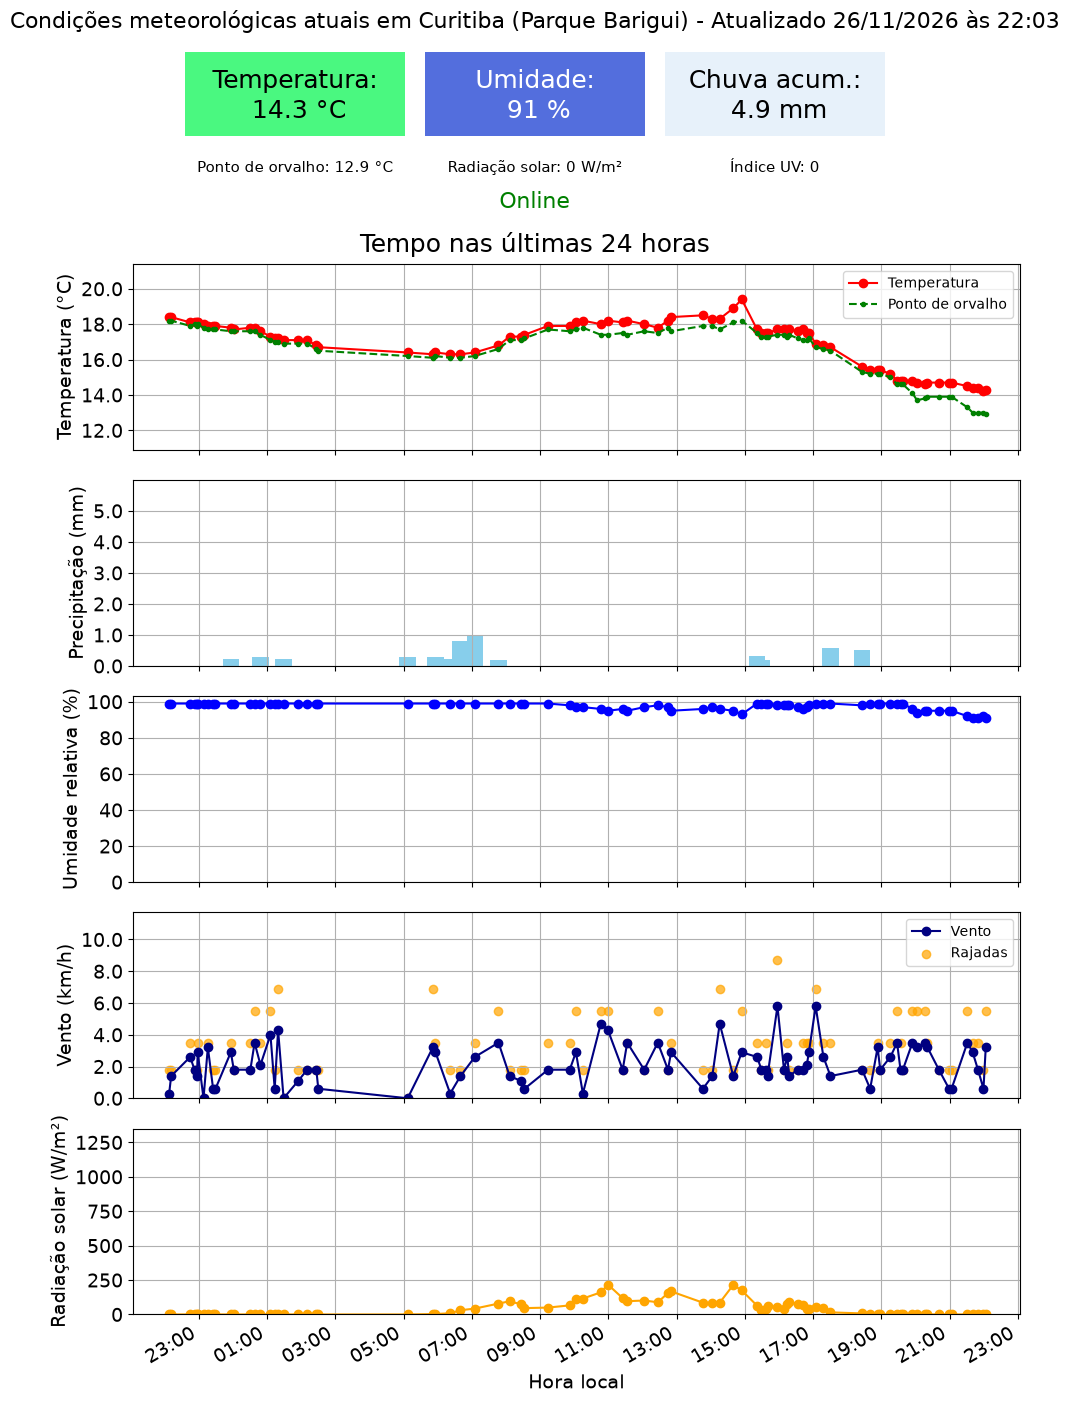 Condições meteorológicas atuais em Curitiba (Parque Barigui) - Atualizado 26/11/2026 às 22:03
Temperatura:
14.3 °C
Umidade:
91 %
Chuva acum.:
4.9 mm
Ponto de orvalho: 12.9 °C
Radiação solar: 0 W/m²
Índice UV: 0
Online
Tempo nas últimas 24 horas
Temperatura (°C)
20.0
18.0
16.0
14.0
12.0
Temperatura
Ponto de orvalho
Precipitação (mm)
5.0
4.0
3.0
2.0
1.0
0.0
Umidade relativa (%)
100
80
60
40
20
0
Vento (km/h)
10.0
8.0
6.0
4.0
2.0
0.0
Vento
Rajadas
Radiação solar (W/m²)
1250
1000
750
500
250
0
23:00 01:00 03:00 05:00 07:00 09:00 11:00 13:00 15:00 17:00 19:00 21:00 23:00
Hora local